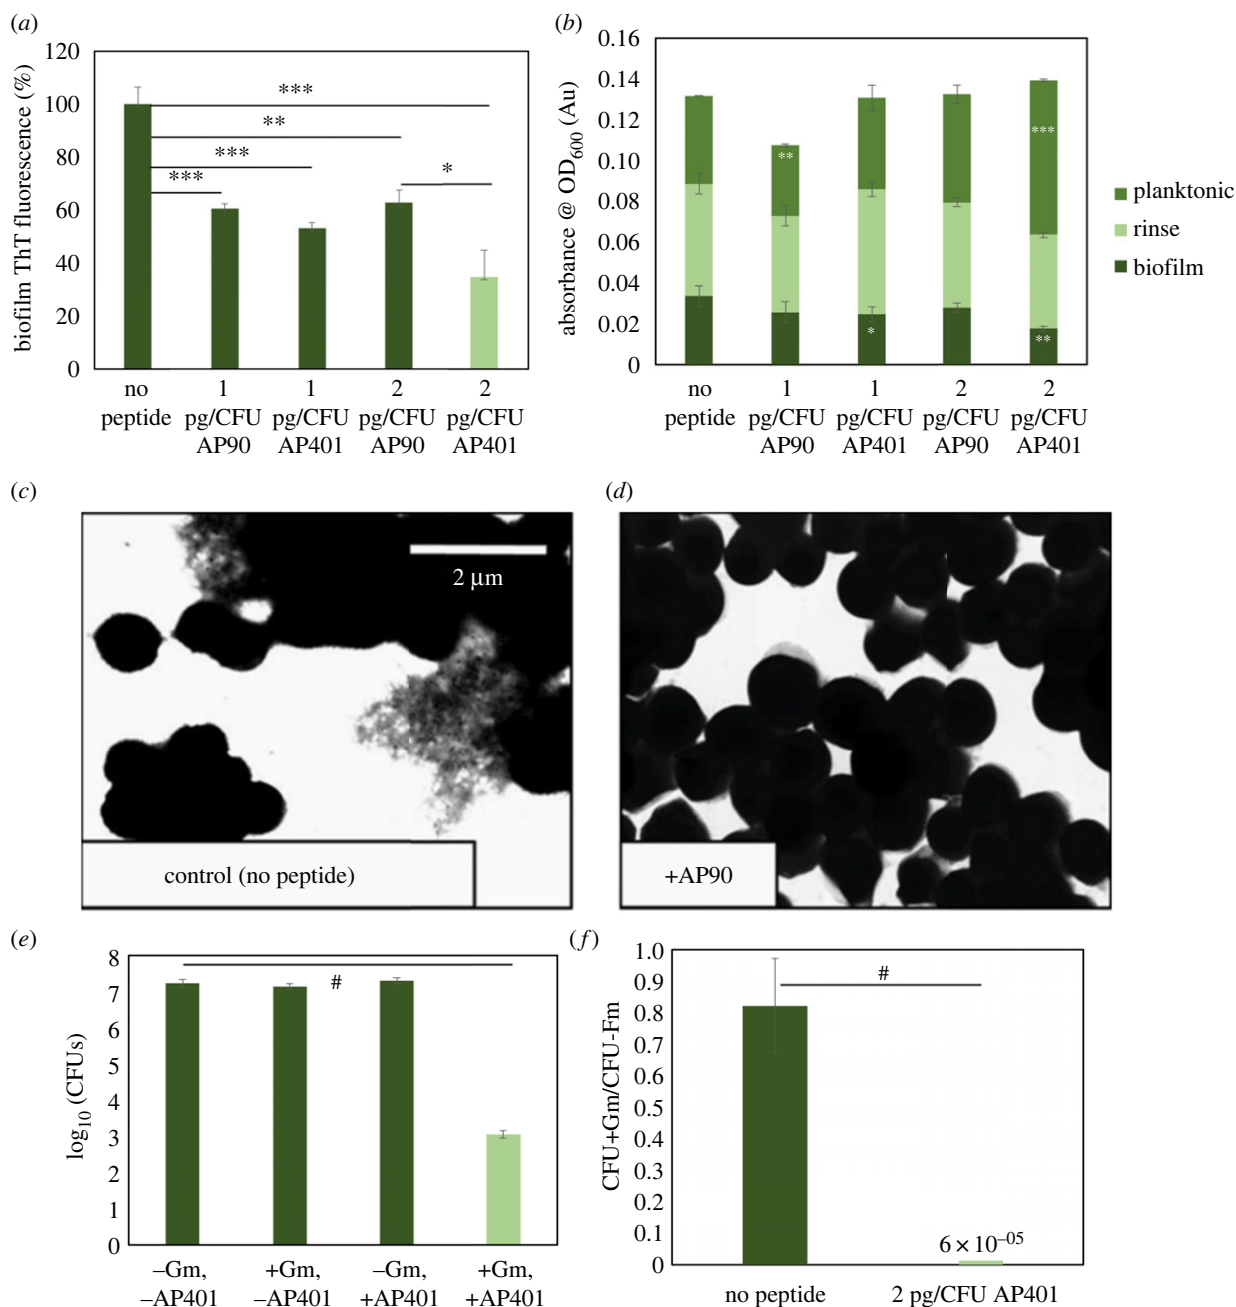 (a)
biofilm ThT fluorescence (%)
120
100
80
60
40
20
0
***
**
***
***
*
no peptide
1 pg/CFU AP90
1 pg/CFU AP401
2 pg/CFU AP90
2 pg/CFU AP401
(b)
absorbance @ OD600 (Au)
0.16
0.14
0.12
0.10
0.08
0.06
0.04
0.02
0
**
*
***
**
no peptide
1 pg/CFU AP90
1 pg/CFU AP401
2 pg/CFU AP90
2 pg/CFU AP401
planktonic
rinse
biofilm
(c)
2 μm
control (no peptide)
(d)
+AP90
(e)
log10 (CFUs)
8
7
6
5
4
3
2
1
0
#
–Gm, –AP401
+Gm, –AP401
–Gm, +AP401
+Gm, +AP401
(f)
CFU+Gm/CFU-Fm
1.0
0.9
0.8
0.7
0.6
0.5
0.4
0.3
0.2
0.1
0
#
6 × 10–05
no peptide
2 pg/CFU AP401